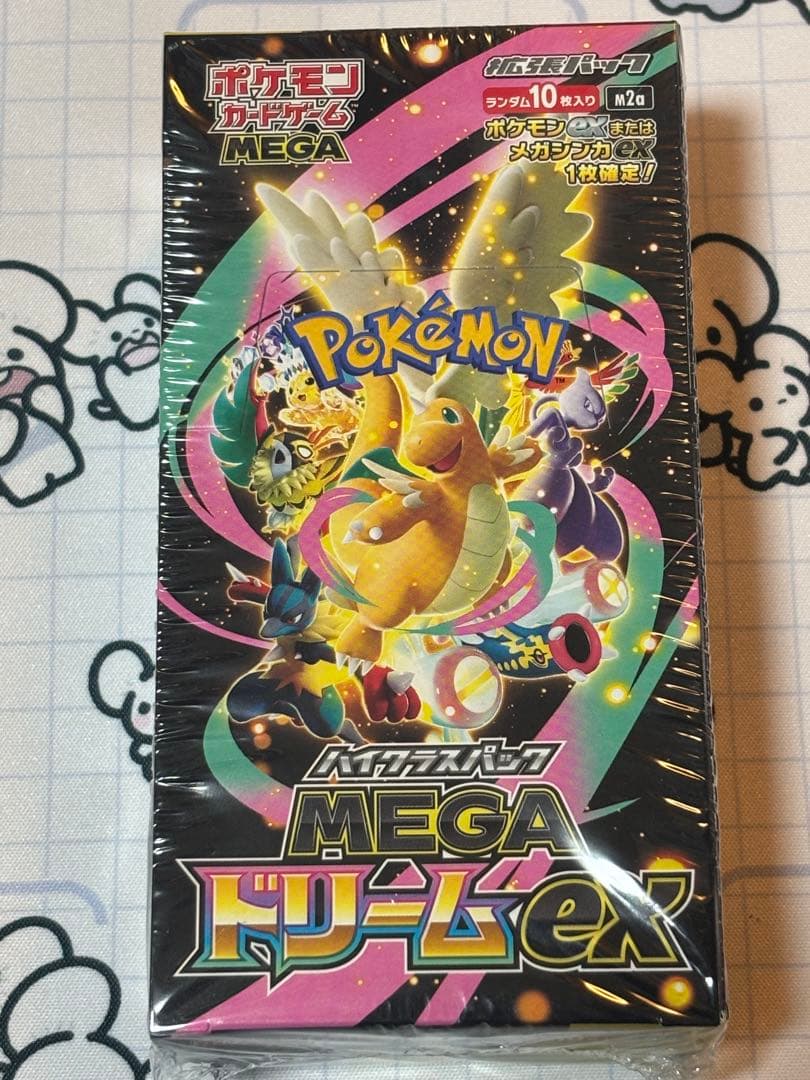 ポケモン
カードゲーム™
MEGA
拡張パック
ランダム10枚入り
M2a
ポケモンexまたは
メガシンカex
1枚確定!
POKéMON™
ハイクラスパック
MEGA
ドリームex